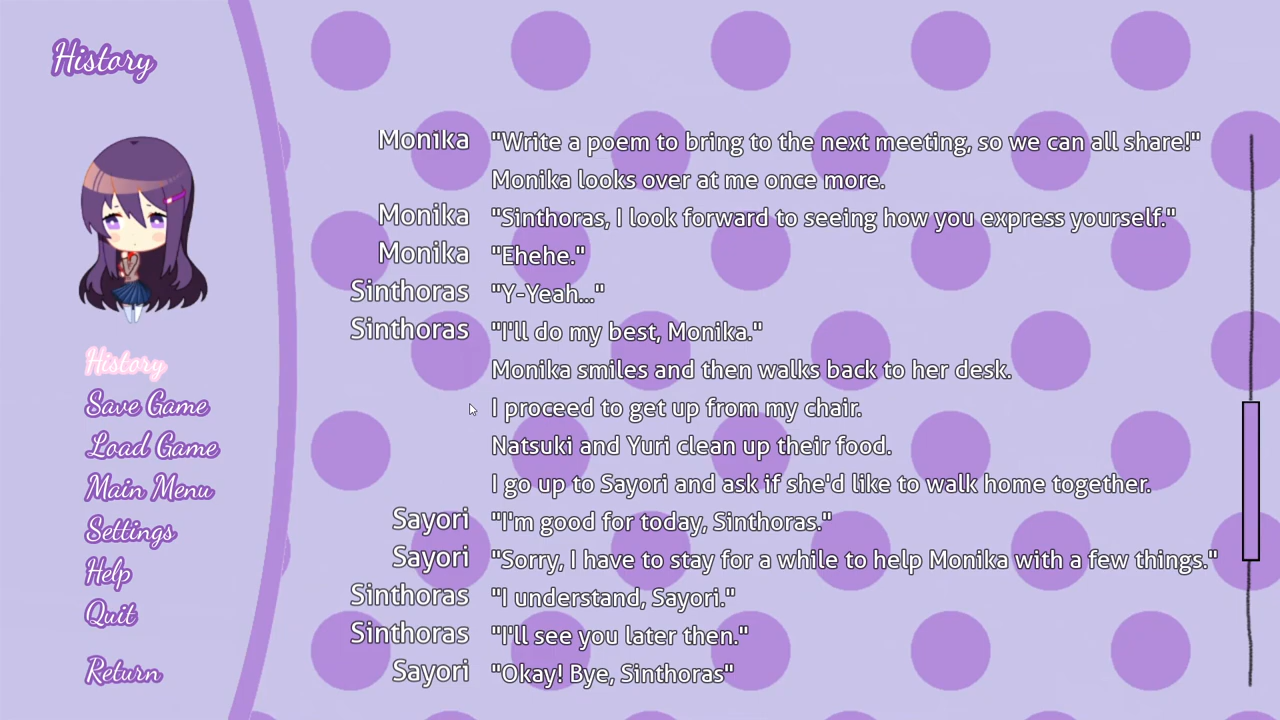 History
Monika "Write a poem to bring to the next meeting, so we can all share!"
Monika looks over at me once more.
Monika "Sinthoras, I look forward to seeing how you express yourself."
Monika "Ehehe."
Sinthoras "Y-Yeah..."
Sinthoras "I'll do my best, Monika."
Monika smiles and then walks back to her desk.
I proceed to get up from my chair.
Natsuki and Yuri clean up their food.
I go up to Sayori and ask if she'd like to walk home together.
Sayori "I'm good for today, Sinthoras."
Sayori "Sorry, I have to stay for a while to help Monika with a few things."
Sinthoras "I understand, Sayori."
Sinthoras "I'll see you later then."
Sayori "Okay! Bye, Sinthoras"
History
Save Game
Load Game
Main Menu
Settings
Help
Quit
Return